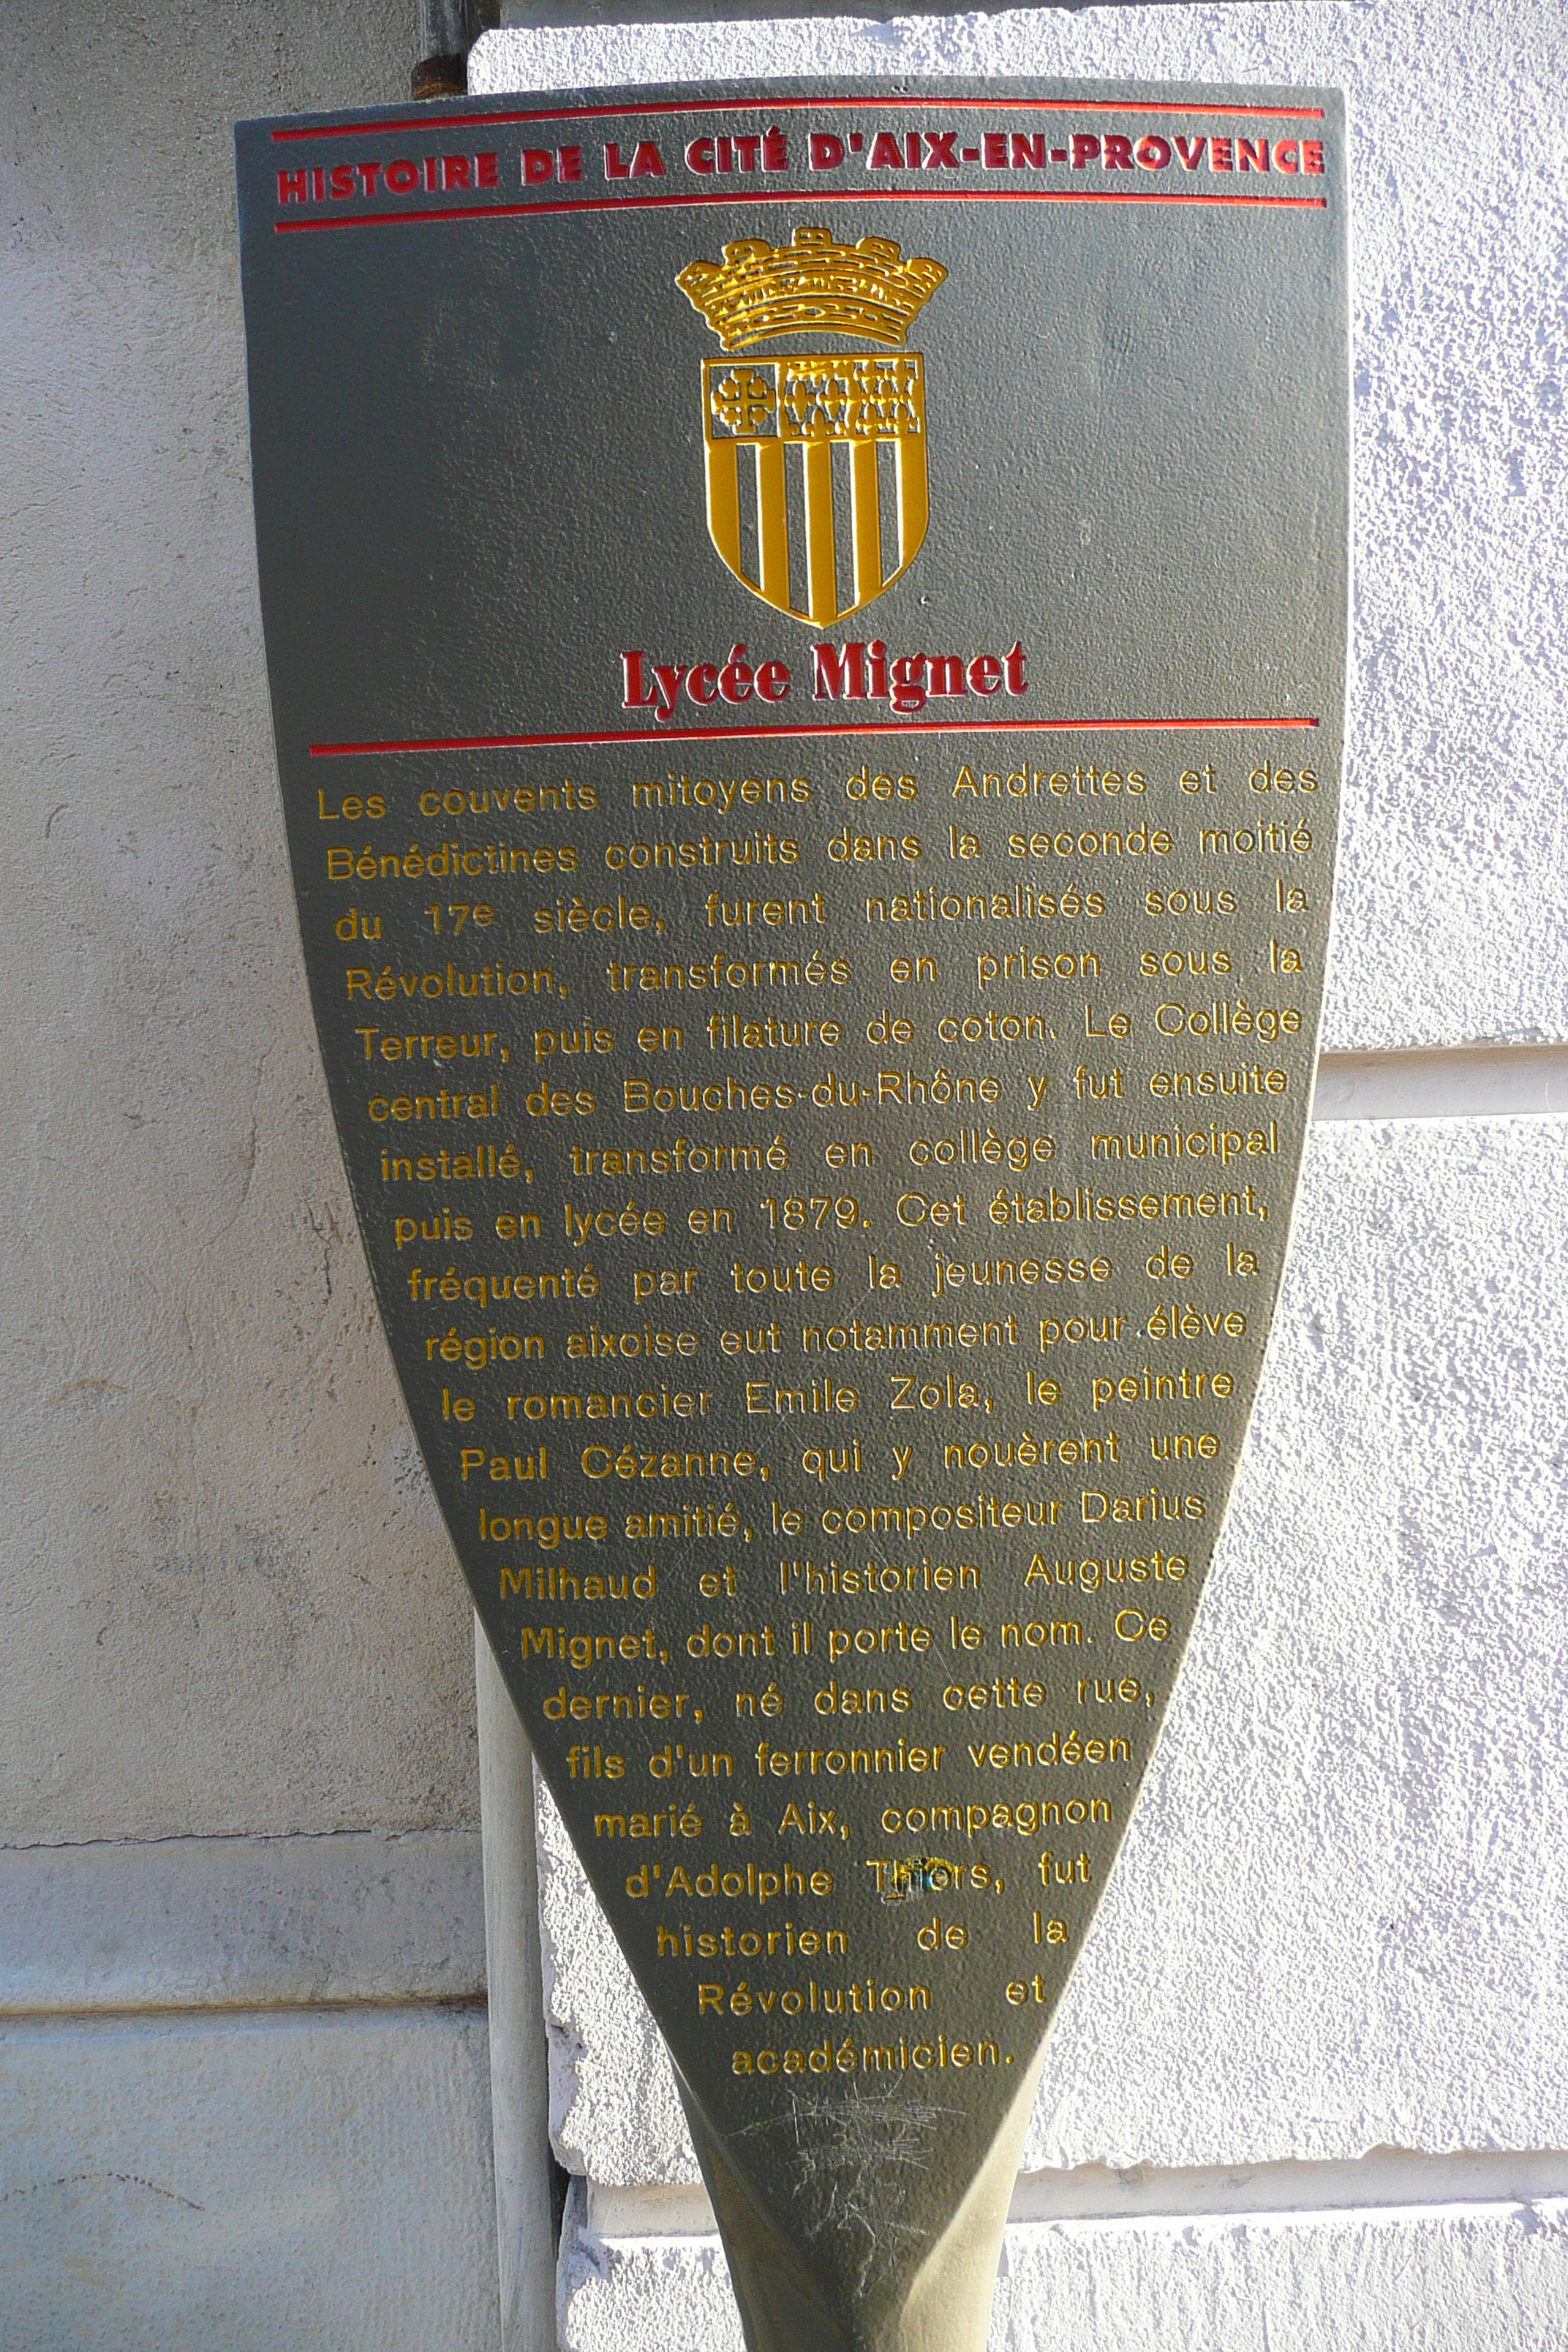 HISTOIRE DE LA CITÉ D'AIX-EN-PROVENCE
Lycée Mignet
Les couvents mitoyens des Andrettes et des
Bénédictines construits dans la seconde moitié
du 17e siècle, furent nationalisés sous la
Révolution, transformés en prison sous la
Terreur, puis en filature de coton. Le Collège
central des Bouches-du-Rhône y fut ensuite
installé, transformé en collège municipal
puis en lycée en 1879. Cet établissement,
fréquenté par toute la jeunesse de la
région aixoise eut notamment pour élève
le romancier Emile Zola, le peintre
Paul Cézanne, qui y nouèrent une
longue amitié, le compositeur Darius
Milhaud et l'historien Auguste
Mignet, dont il porte le nom. Ce
dernier, né dans cette rue,
fils d'un ferronnier vendéen
marié à Aix, compagnon
d'Adolphe Thiers, fut
historien de la
Révolution et
académicien.